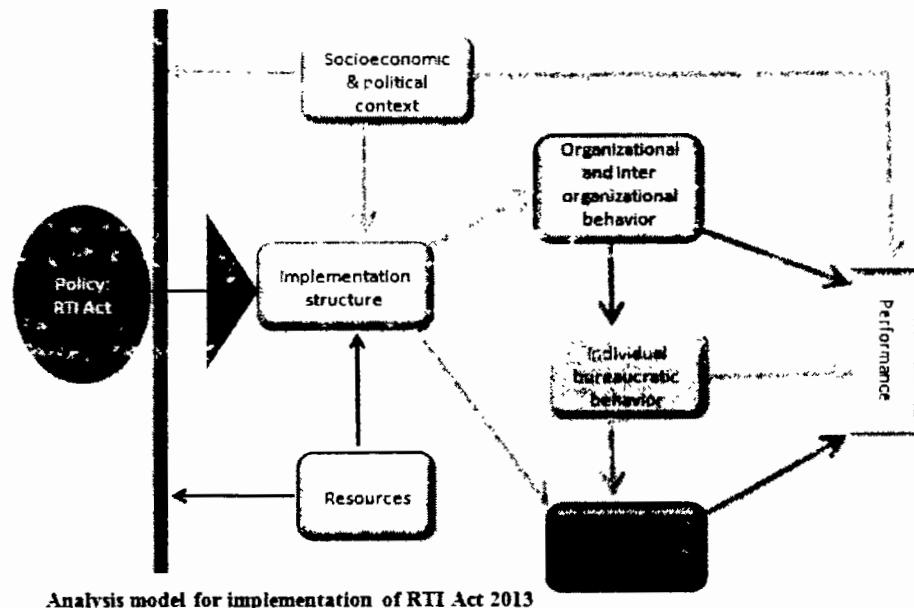 Socioeconomic
& political
context
Organizational
and inter
organizational
behavior
Policy:
RTI Act
Implementation
structure
Performance
Individual
bureaucratic
behavior
Resources
Analysis model for implementation of RTI Act 2013